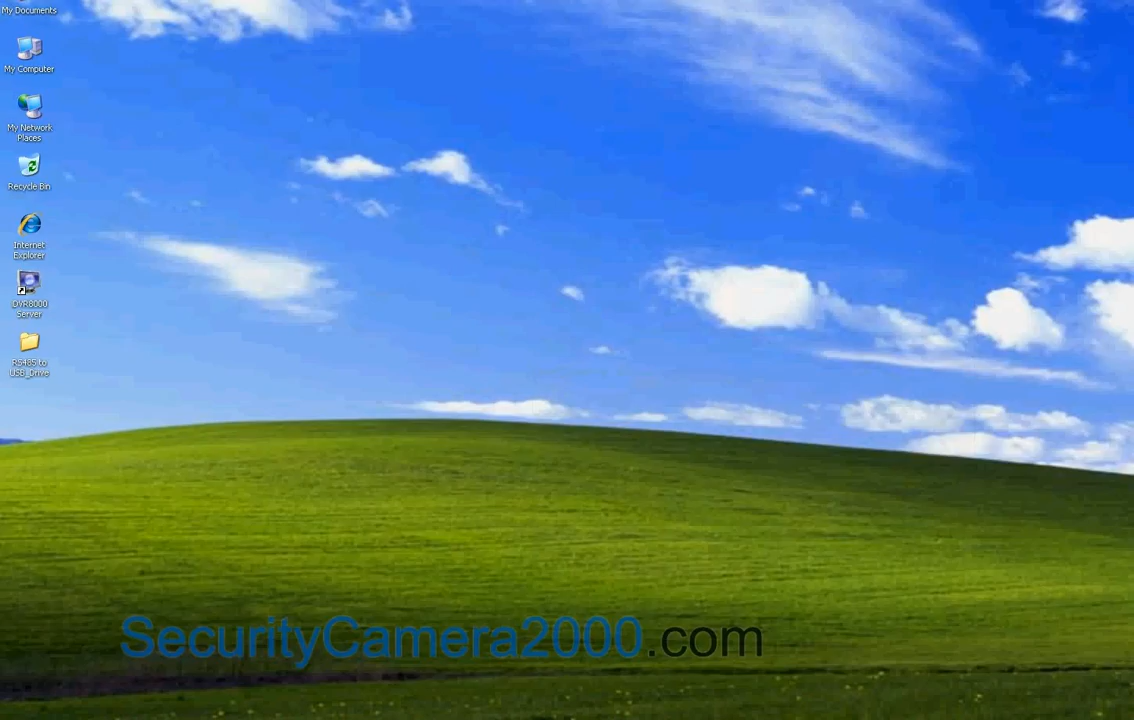 My Documents
My Computer
My Network
Places
Recycle Bin
Internet
Explorer
DVR8000
Server
RS485 to
USB_Drive
SecurityCamera2000.com